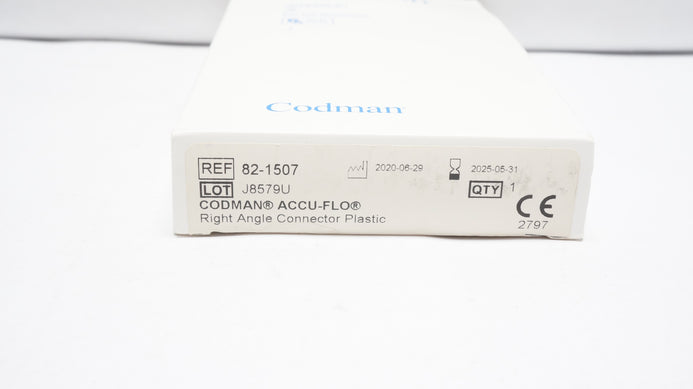 Codman
REF 82-1507 2020-06-29 2025-05-31
LOT J8579U QTY 1
CODMAN® ACCU-FLO®
Right Angle Connector Plastic
CE
2797